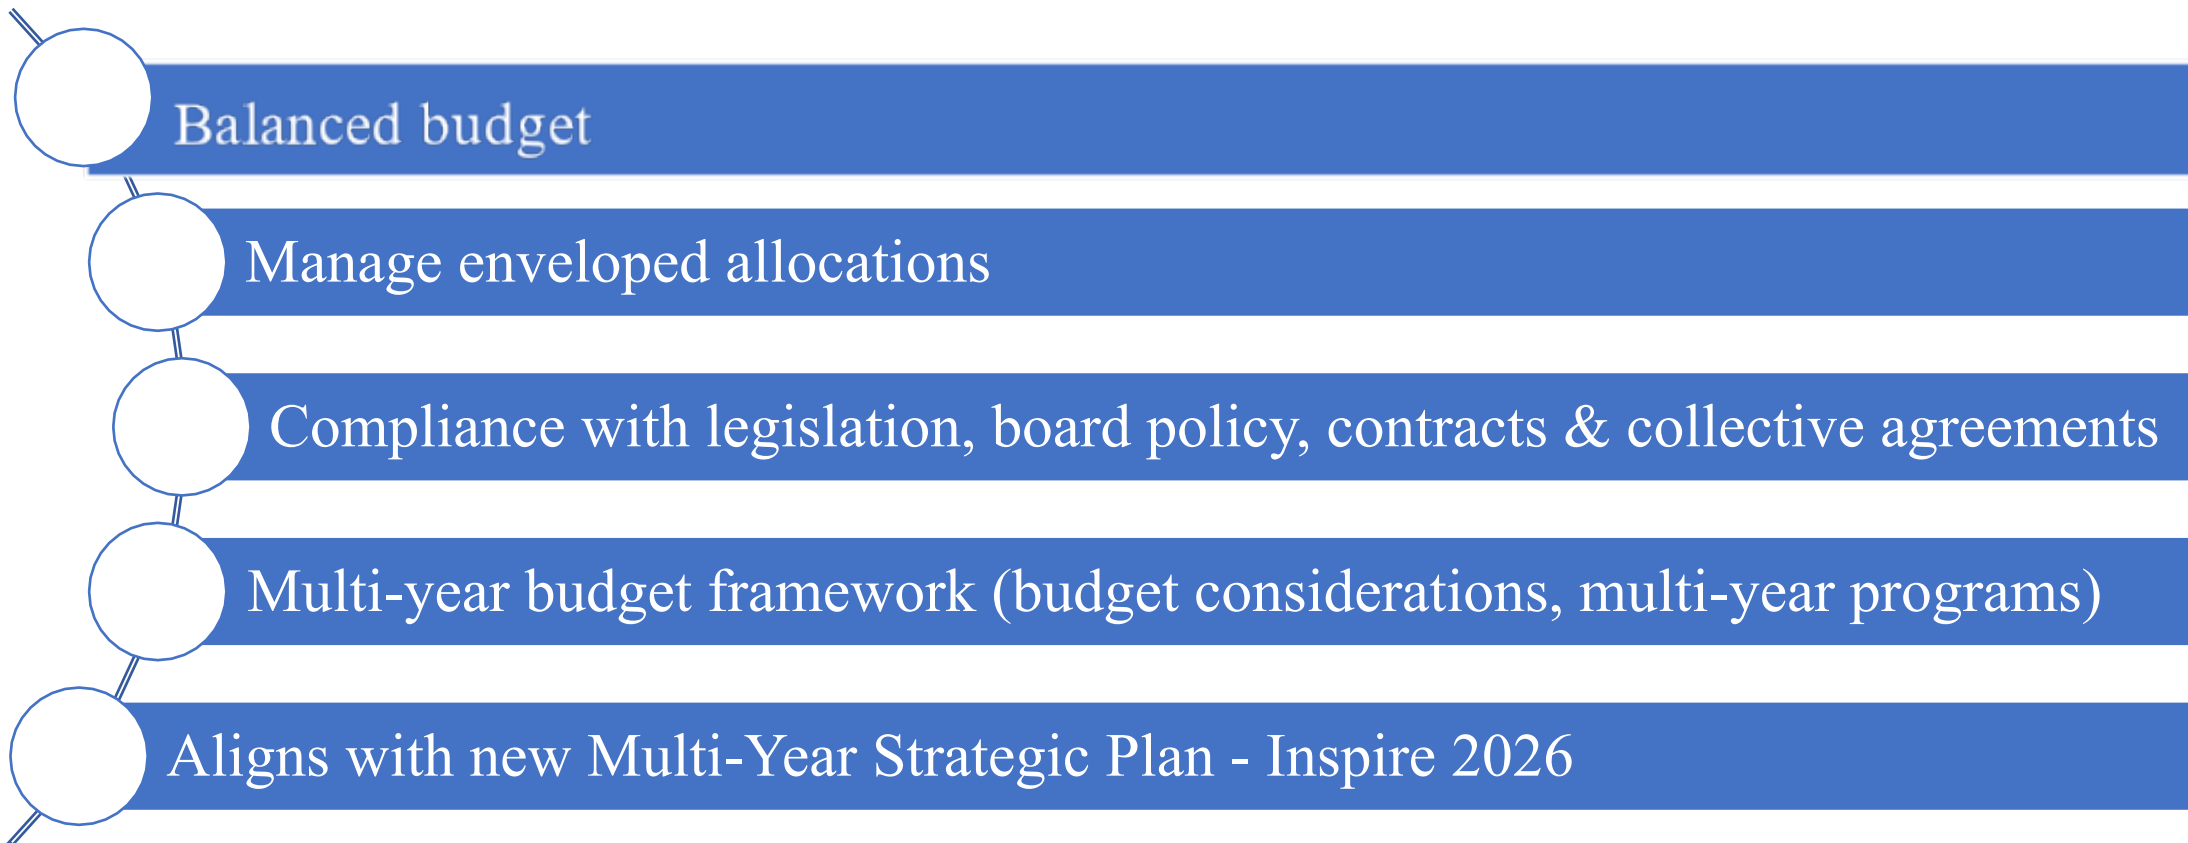 Balanced budget
Manage enveloped allocations
Compliance with legislation, board policy, contracts & collective agreements
Multi-year budget framework (budget considerations, multi-year programs)
Aligns with new Multi-Year Strategic Plan - Inspire 2026